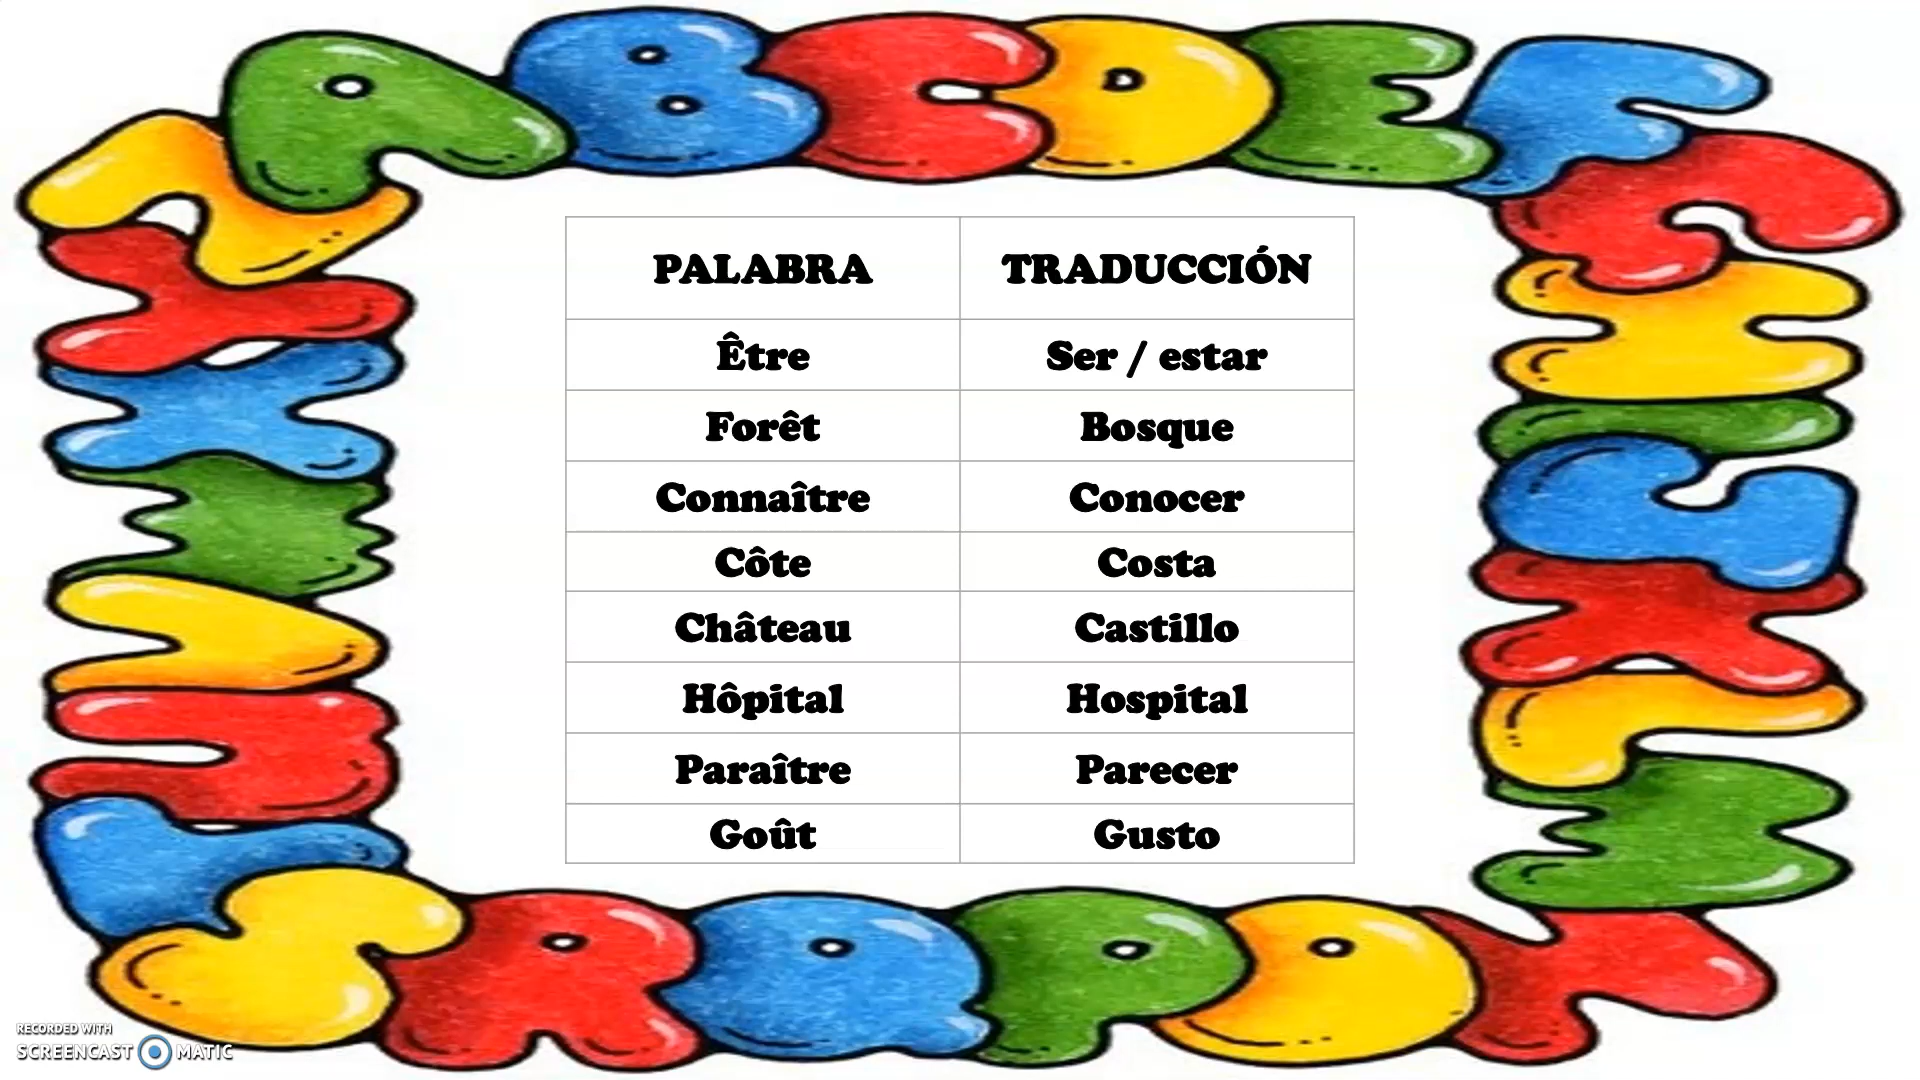 A B C D E F
PALABRA TRADUCCIÓN
Être Ser / estar
Forêt Bosque
Connaître Conocer
Côte Costa
Château Castillo
Hôpital Hospital
Paraître Parecer
Goût Gusto
G
H
I
J
K
L
M
N
O
P
Q
R
S
T
U
V
W
X
Y
Z
RECORDED WITH
SCREENCAST MATIC